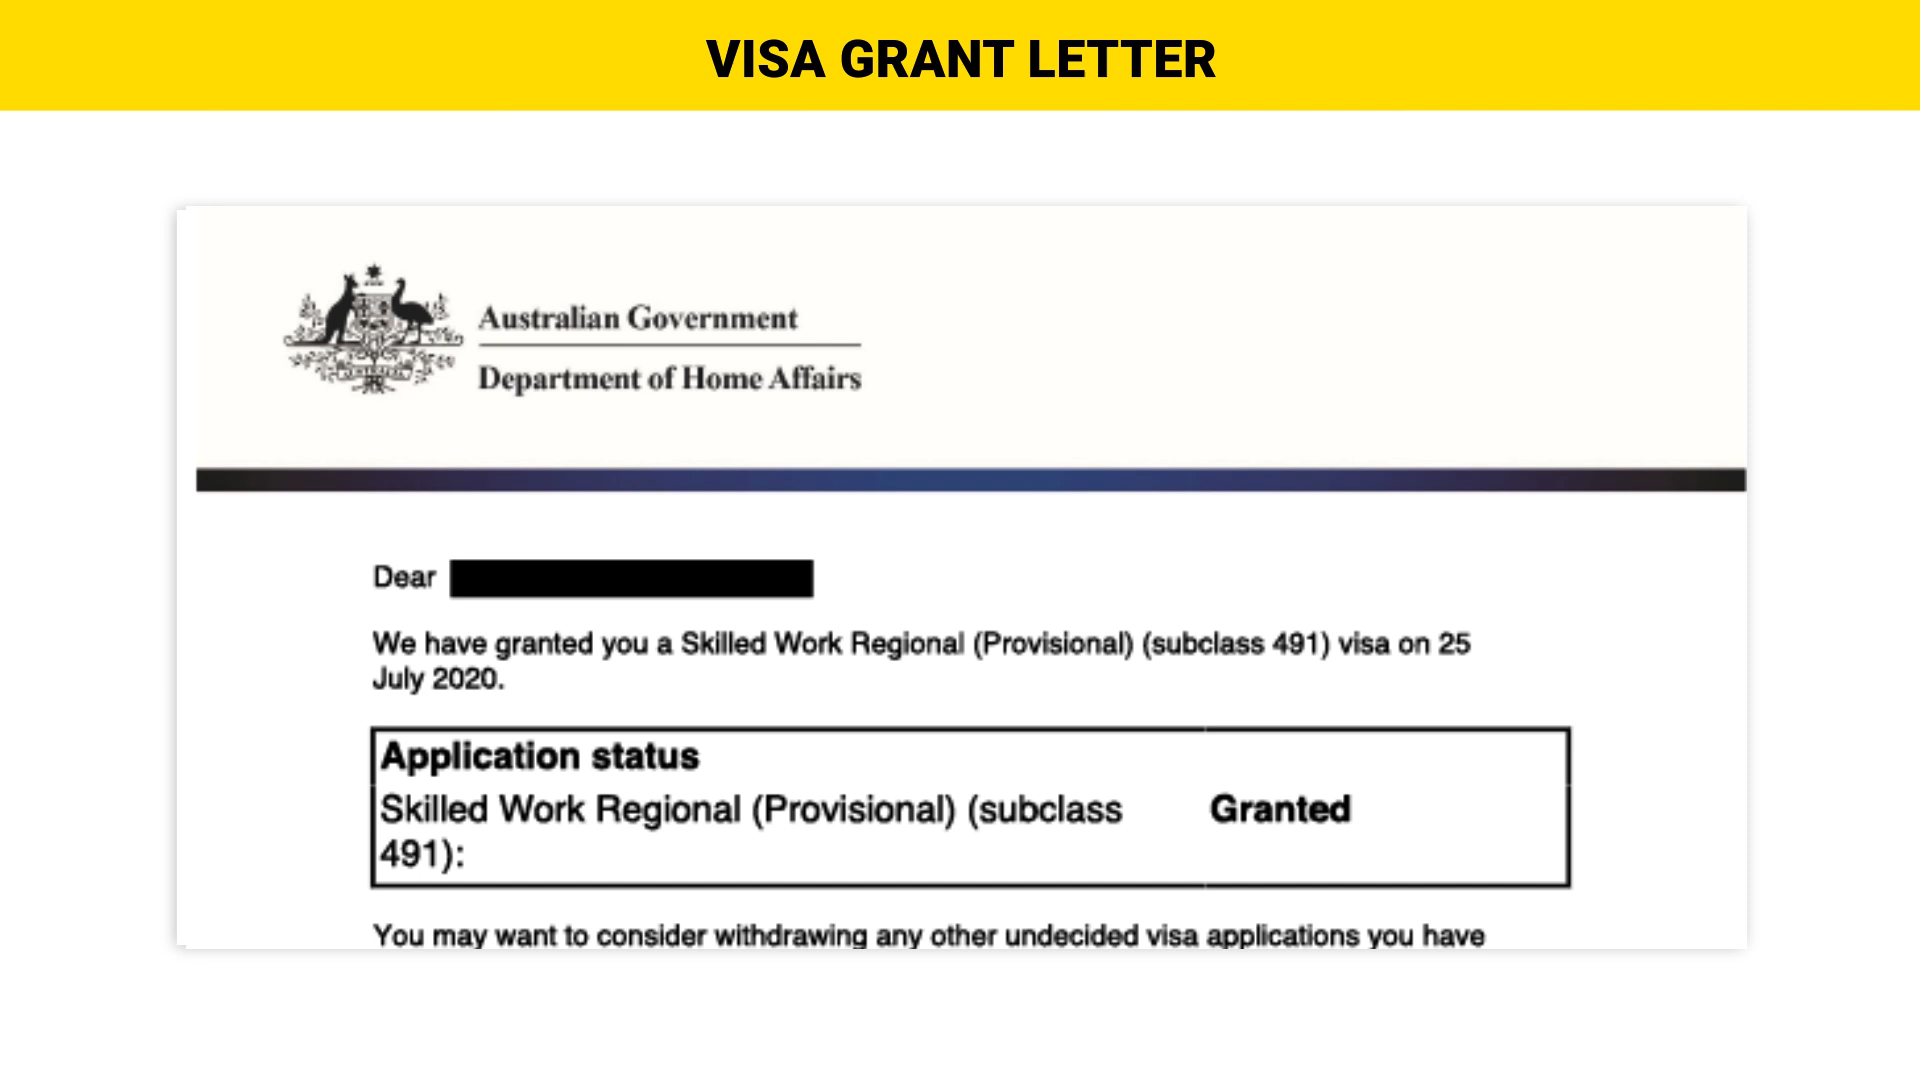 VISA GRANT LETTER
Australian Government
Department of Home Affairs
Dear
We have granted you a Skilled Work Regional (Provisional) (subclass 491) visa on 25
July 2020.
Application status
Skilled Work Regional (Provisional) (subclass Granted
491):
You may want to consider withdrawing any other undecided visa applications you have